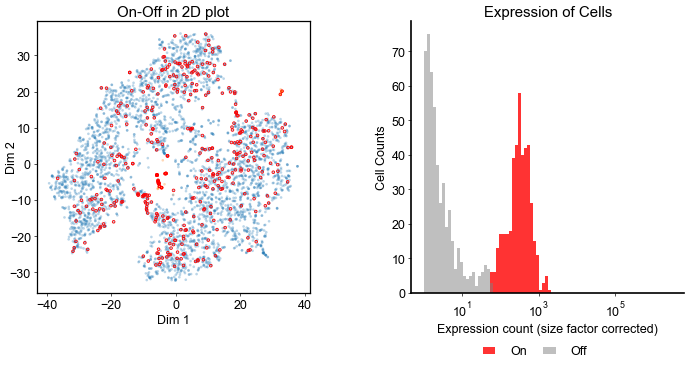 On-Off in 2D plot
30
20
10
0
−10
−20
−30
Dim 2
−40
−20
0
20
40
Dim 1
Expression of Cells
70
60
50
40
30
20
10
0
Cell Counts
10^1
10^3
10^5
Expression count (size factor corrected)
On
Off